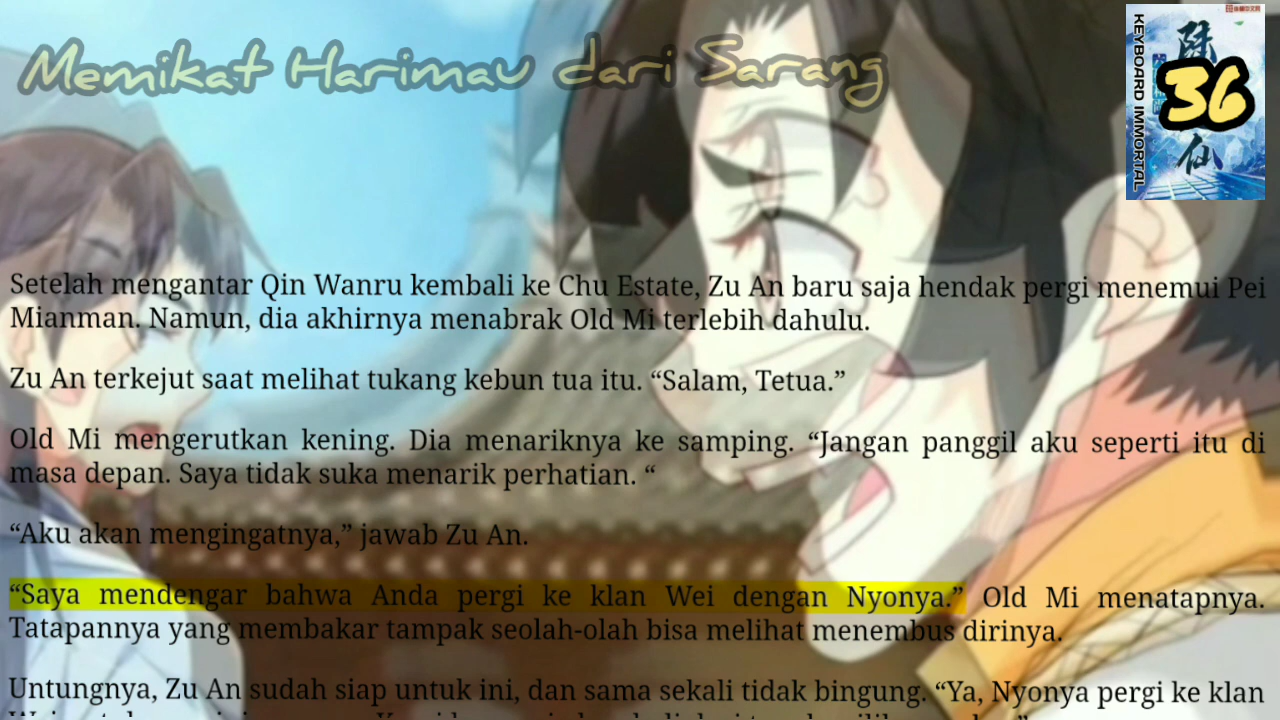 Memikat Harimau dari Sarang
KEYBOARD IMMORTAL
陆
36
仙
Setelah mengantar Qin Wanru kembali ke Chu Estate, Zu An baru saja hendak pergi menemui Pei
Mianman. Namun, dia akhirnya menabrak Old Mi terlebih dahulu.
Zu An terkejut saat melihat tukang kebun tua itu. “Salam, Tetua.”
Old Mi mengerutkan kening. Dia menariknya ke samping. “Jangan panggil aku seperti itu di
masa depan. Saya tidak suka menarik perhatian. “
“Aku akan mengingatnya,” jawab Zu An.
“Saya mendengar bahwa Anda pergi ke klan Wei dengan Nyonya.” Old Mi menatapnya.
Tatapannya yang membakar tampak seolah-olah bisa melihat menembus dirinya.
Untungnya, Zu An sudah siap untuk ini, dan sama sekali tidak bingung. “Ya, Nyonya pergi ke klan